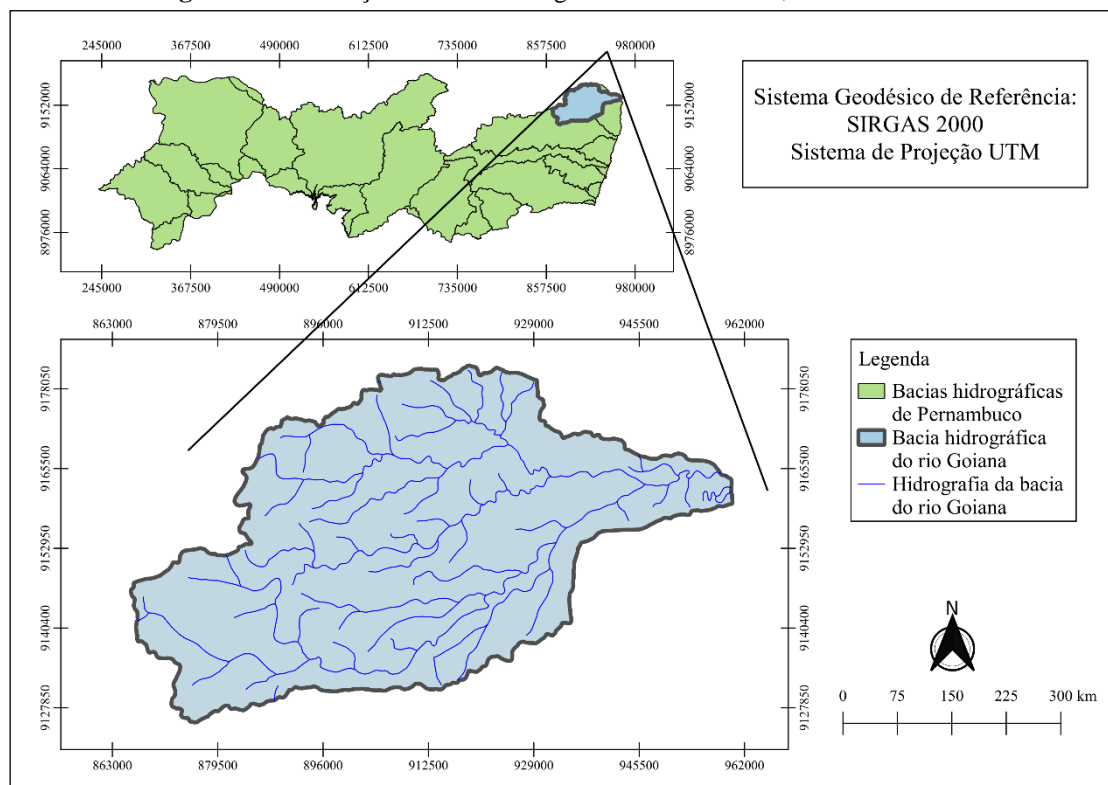 245000 367500 490000 612500 735000 857500 980000
9152000
9064000
8976000
9152000
9064000
8976000
245000 367500 490000 612500 735000 857500 980000
Sistema Geodésico de Referência:
SIRGAS 2000
Sistema de Projeção UTM
863000 879500 896000 912500 929000 945500 962000
9178050
9165500
9152950
9140400
9127850
9178050
9165500
9152950
9140400
9127850
863000 879500 896000 912500 929000 945500 962000
Legenda
Bacias hidrográficas
de Pernambuco
Bacia hidrográfica
do rio Goiana
Hidrografia da bacia
do rio Goiana
N
0 75 150 225 300 km